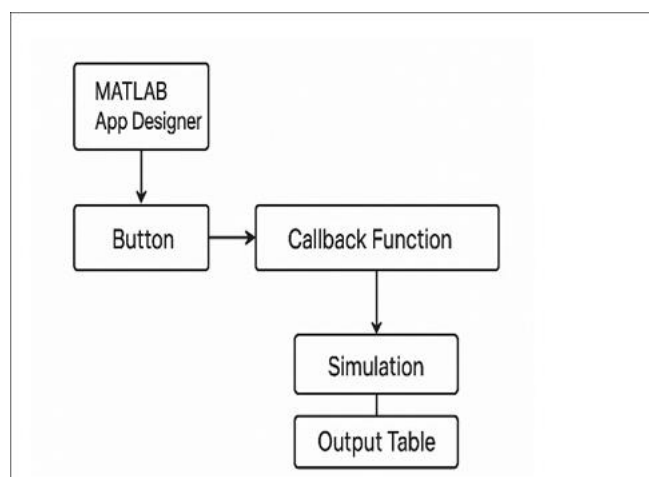 MATLAB
App Designer
Button
Callback Function
Simulation
Output Table